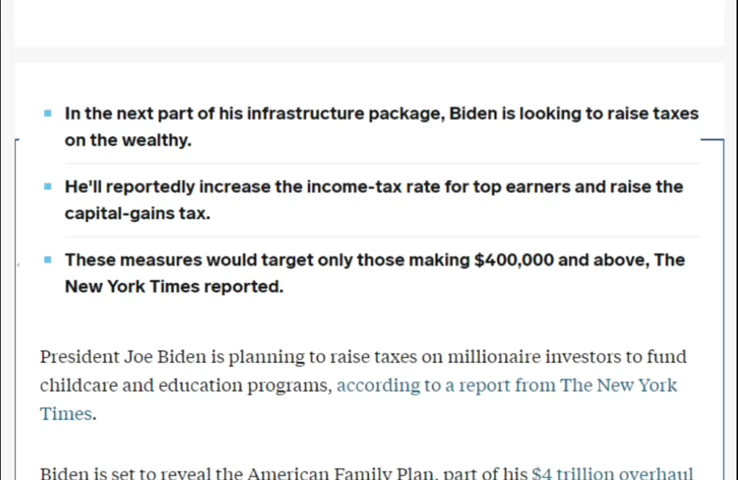 In the next part of his infrastructure package, Biden is looking to raise taxes
on the wealthy.
He'll reportedly increase the income-tax rate for top earners and raise the
capital-gains tax.
These measures would target only those making $400,000 and above, The
New York Times reported.
President Joe Biden is planning to raise taxes on millionaire investors to fund
childcare and education programs, according to a report from The New York
Times.
Biden is set to reveal the American Family Plan, part of his $4 trillion overhaul